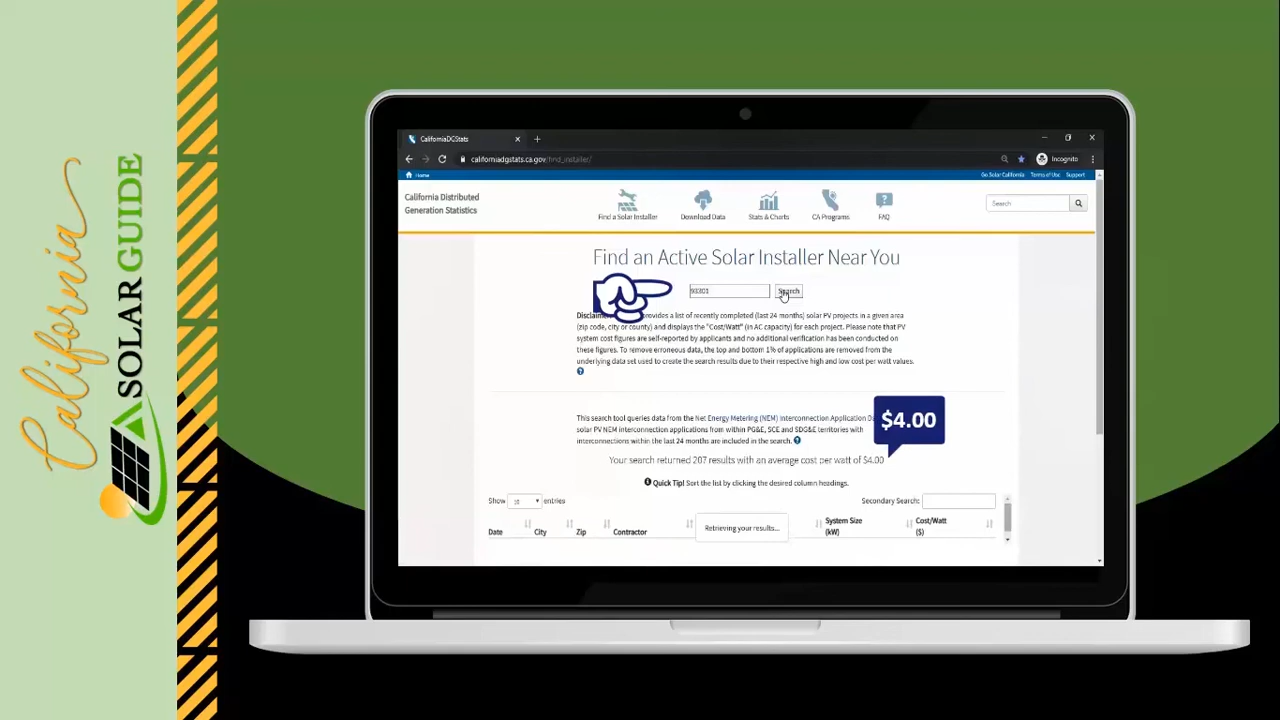 California
SOLAR GUIDE
CaliforniaDGStats
californiadgstats.ca.gov/find_installer/
Incognito
Home
Go Solar California Terms of Use Support
California Distributed
Generation Statistics
Find a Solar Installer
Download Data
Stats & Charts
CA Programs
FAQ
Search
Find an Active Solar Installer Near You
Search
provides a list of recently completed (last 24 months) solar PV projects in a given area
(zip code, city or county) and displays the "Cost/Watt" (in AC capacity) for each project. Please note that PV
system cost figures are self-reported by applicants and no additional verification has been conducted on
these figures. To remove erroneous data, the top and bottom 1% of applications are removed from the
underlying data set used to create the search results due to their respective high and low cost per watt values.
This search tool queries data from the Net Energy Metering (NEM) Interconnection Application
solar PV NEM interconnection applications from within PG&E, SCE and SDG&E territories with
interconnections within the last 24 months are included in the search.
$4.00
Your search returned 207 results with an average cost per watt of $4.00
Quick Tip! Sort the list by clicking the desired column headings.
Show 10 entries
Secondary Search:
Date City Zip Contractor Retrieving your results... System Size (kW) Cost/Watt ($)